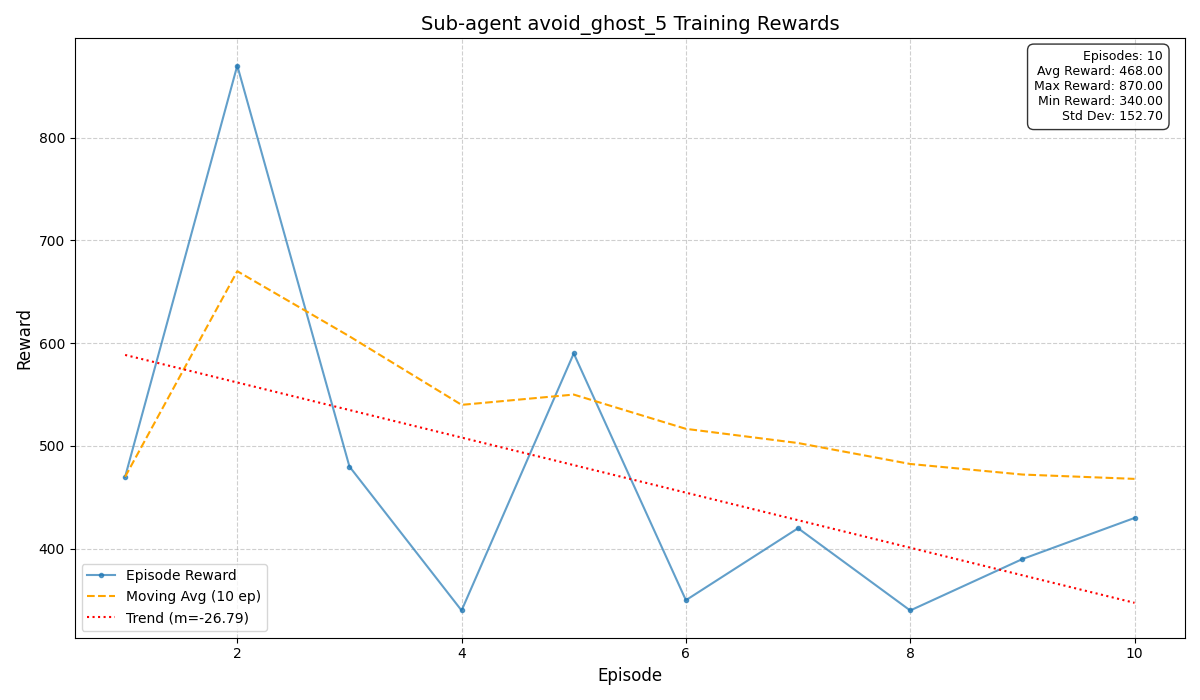 Sub-agent avoid_ghost_5 Training Rewards
Episodes: 10
Avg Reward: 468.00
Max Reward: 870.00
Min Reward: 340.00
Std Dev: 152.70
Reward
800
700
600
500
400
Episode Reward
Moving Avg (10 ep)
Trend (m=-26.79)
2 4 6 8 10
Episode